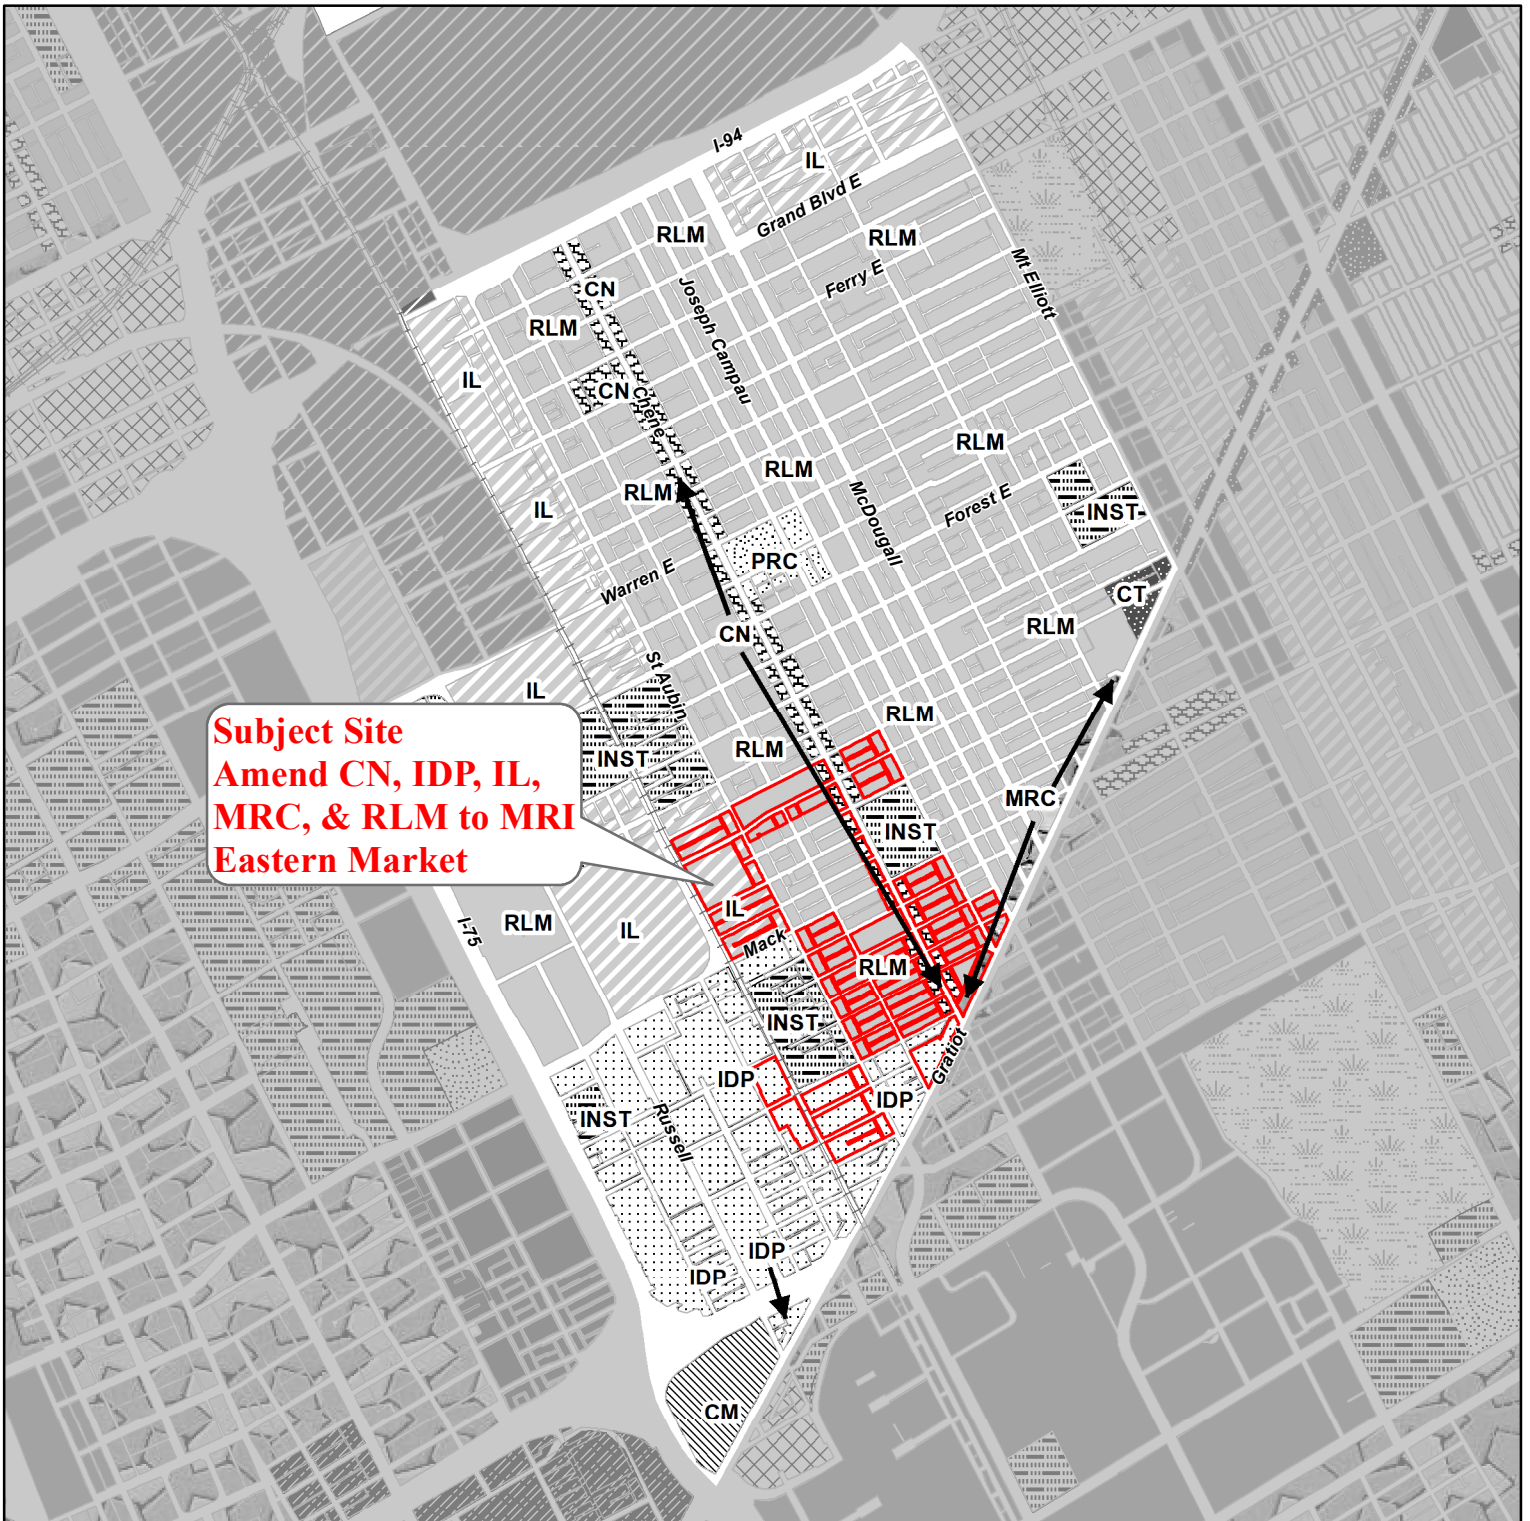 I-94
IL
Grand Blvd E
RLM
RLM
Ferry E
Mt Elliott
CN
Joseph Campau
RLM
IL
CN
Chene
RLM
RLM
RLM
McDougall
IL
Forest E
INST
PRC
Warren E
CT
CN
RLM
St Aubin
IL
RLM
RLM
INST
MRC
Subject Site
Amend CN, IDP, IL,
MRC, & RLM to MRI
Eastern Market
INST
IL
RLM
IL
I-75
Mack
RLM
INST
Gratiot
IDP
IDP
INST
Russell
IDP
IDP
CM